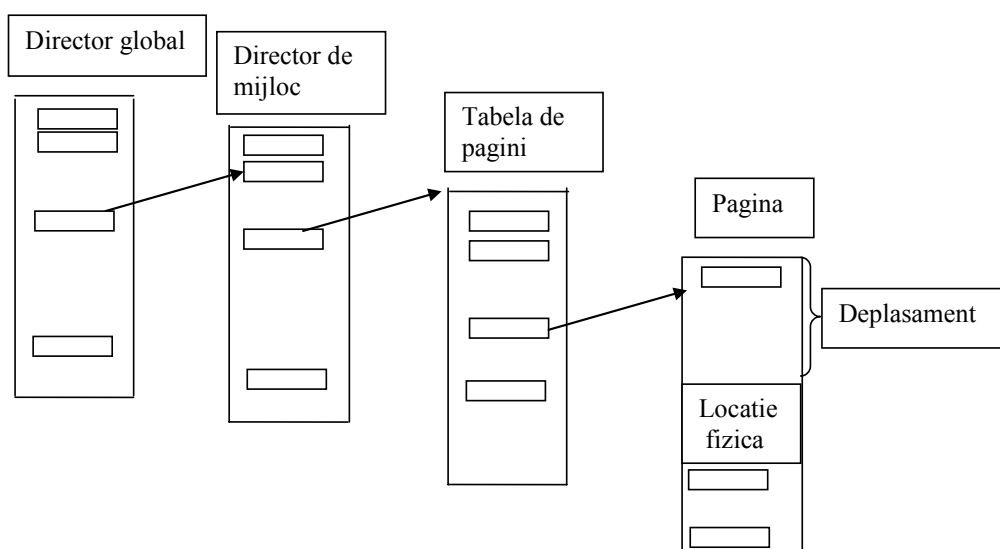 Director global
Director de
mijloc
Tabela de
pagini
Pagina
Deplasament
Locatie
fizica